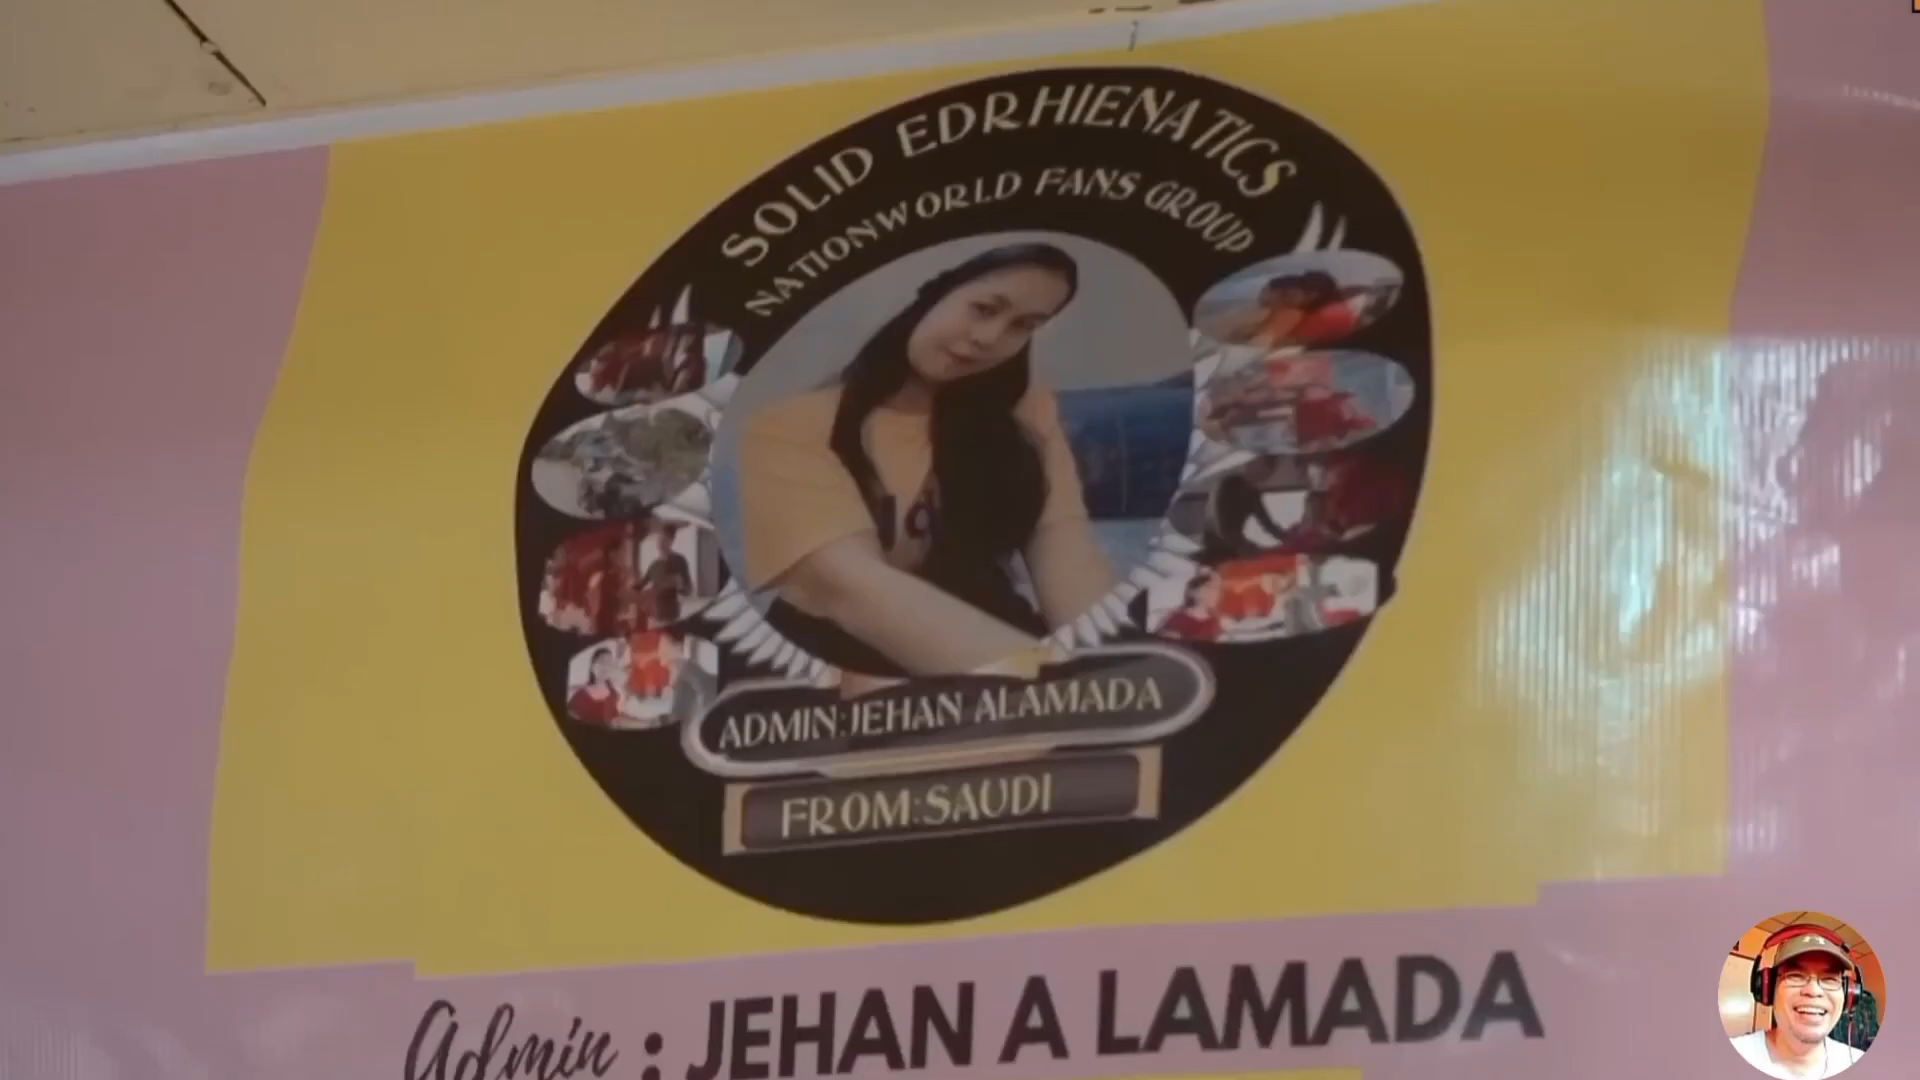 SOLID EDRHIENATICS
NATIONWORLD FANS GROUP
ADMIN:JEHAN ALAMADA
FROM:SAUDI
Admin : JEHAN A LAMADA